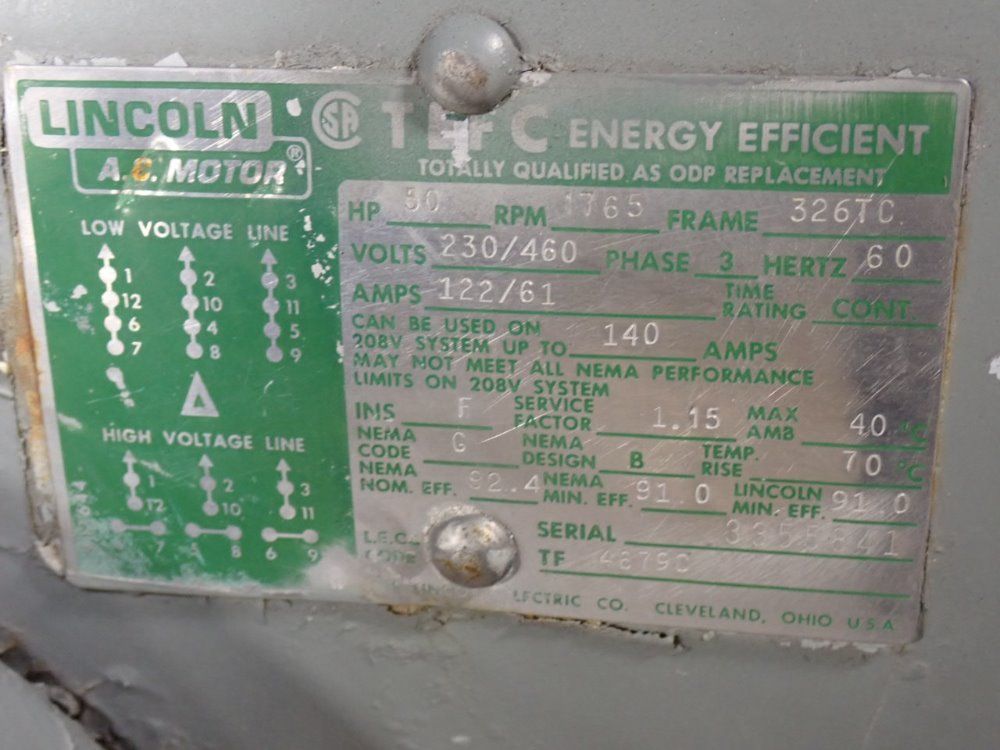 LINCOLN
A.C. MOTOR®
SA TEFC ENERGY EFFICIENT
TOTALLY QUALIFIED AS ODP REPLACEMENT
HP 50 RPM 1765 FRAME 326TC
VOLTS 230/460 PHASE 3 HERTZ 60
AMPS 122/61 TIME RATING CONT.
CAN BE USED ON
208V SYSTEM UP TO 140 AMPS
MAY NOT MEET ALL NEMA PERFORMANCE
LIMITS ON 208V SYSTEM
INS F SERVICE FACTOR 1.15 MAX AMB 40 °C
NEMA CODE G NEMA DESIGN B TEMP. RISE 70 °C
NEMA NOM. EFF. 92.4 NEMA MIN. EFF. 91.0 LINCOLN MIN. EFF. 91.0
SERIAL 3355841
L.E.CO. CODE TF 4879C
LECTRIC CO. CLEVELAND, OHIO U.S.A.
LOW VOLTAGE LINE
1 2 3
12 10 11
6 4 5
7 8 9
HIGH VOLTAGE LINE
1 2 3
12 10 11
7 8 6 9